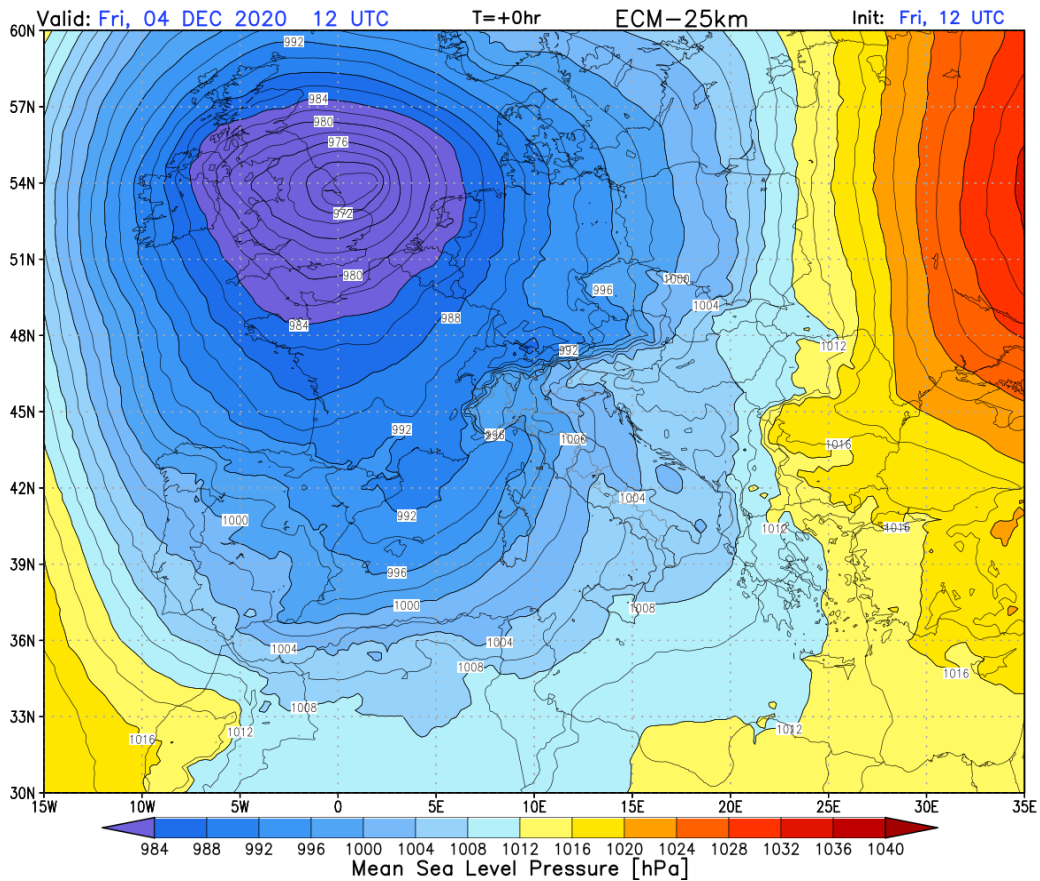 Valid: Fri, 04 DEC 2020 12 UTC T=+0hr ECM-25km Init: Fri, 12 UTC
60N
992
57N
984
980
976
54N
972
51N
980
996
1000
1004
984
988
48N
992
1012
45N
992
996
1000
1016
42N
1004
1000
992
1012
1016
39N
996
1000
1008
36N
1004
1004
1008
1016
1008
33N
1016
1012
1012
30N
15W 10W 5W 0 5E 10E 15E 20E 25E 30E 35E
984 988 992 996 1000 1004 1008 1012 1016 1020 1024 1028 1032 1036 1040
Mean Sea Level Pressure [hPa]